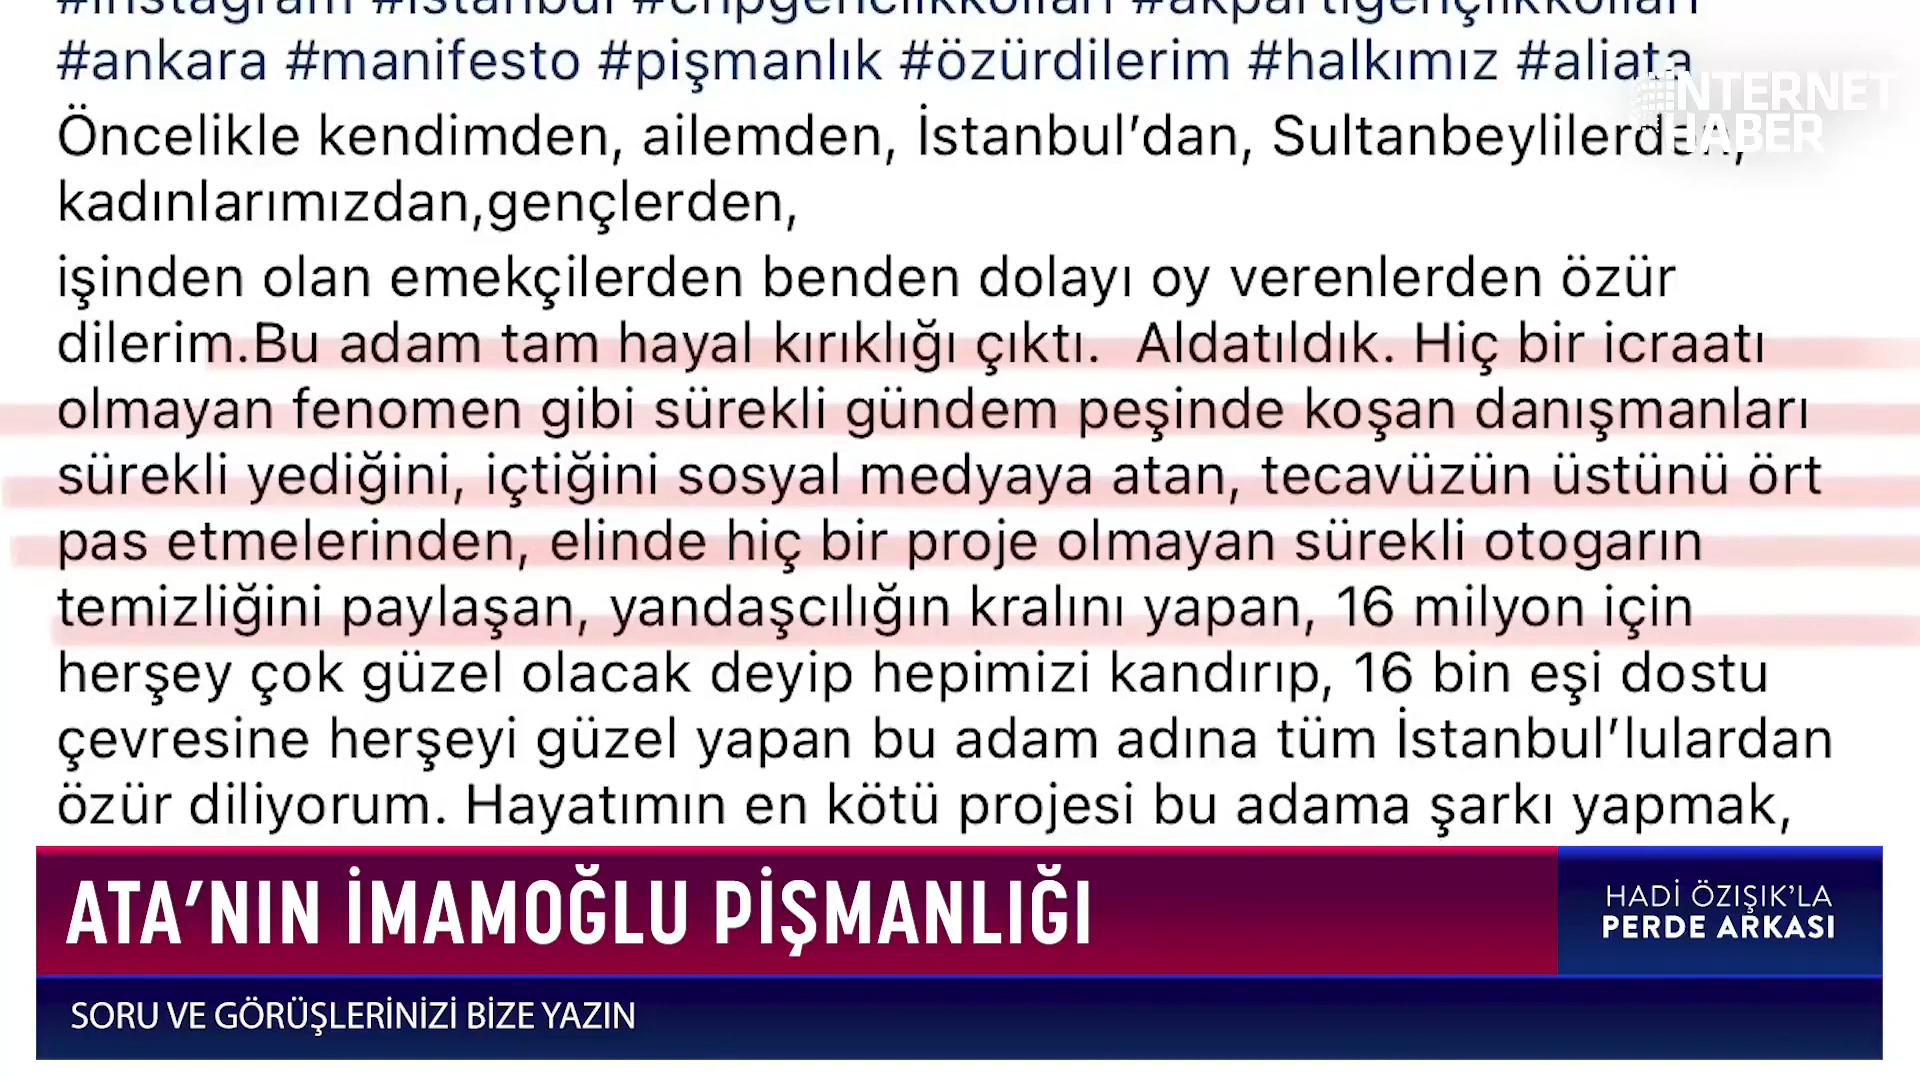 #instagram #istanbul #chpgençlikkolları #akpartigençlikkolları
#ankara #manifesto #pişmanlık #özürdilerim #halkımız #aliata
INTERNET
HABER
Öncelikle kendimden, ailemden, İstanbul’dan, Sultanbeylilerden,
kadınlarımızdan,gençlerden,
işinden olan emekçilerden benden dolayı oy verenlerden özür
dilerim.Bu adam tam hayal kırıklığı çıktı. Aldatıldık. Hiç bir icraatı
olmayan fenomen gibi sürekli gündem peşinde koşan danışmanları
sürekli yediğini, içtiğini sosyal medyaya atan, tecavüzün üstünü ört
pas etmelerinden, elinde hiç bir proje olmayan sürekli otogarın
temizliğini paylaşan, yandaşcılığın kralını yapan, 16 milyon için
herşey çok güzel olacak deyip hepimizi kandırıp, 16 bin eşi dostu
çevresine herşeyi güzel yapan bu adam adına tüm İstanbul’lulardan
özür diliyorum. Hayatımın en kötü projesi bu adama şarkı yapmak,
ATA’NIN İMAMOĞLU PİŞMANLIĞI
HADİ ÖZIŞIK’LA
PERDE ARKASI
SORU VE GÖRÜŞLERİNİZİ BİZE YAZIN